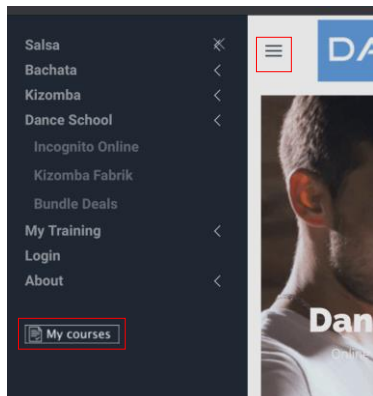 Salsa
Bachata
Kizomba
Dance School
Incognito Online
Kizomba Fabrik
Bundle Deals
My Training
Login
About
My courses
DA
Dan
Online